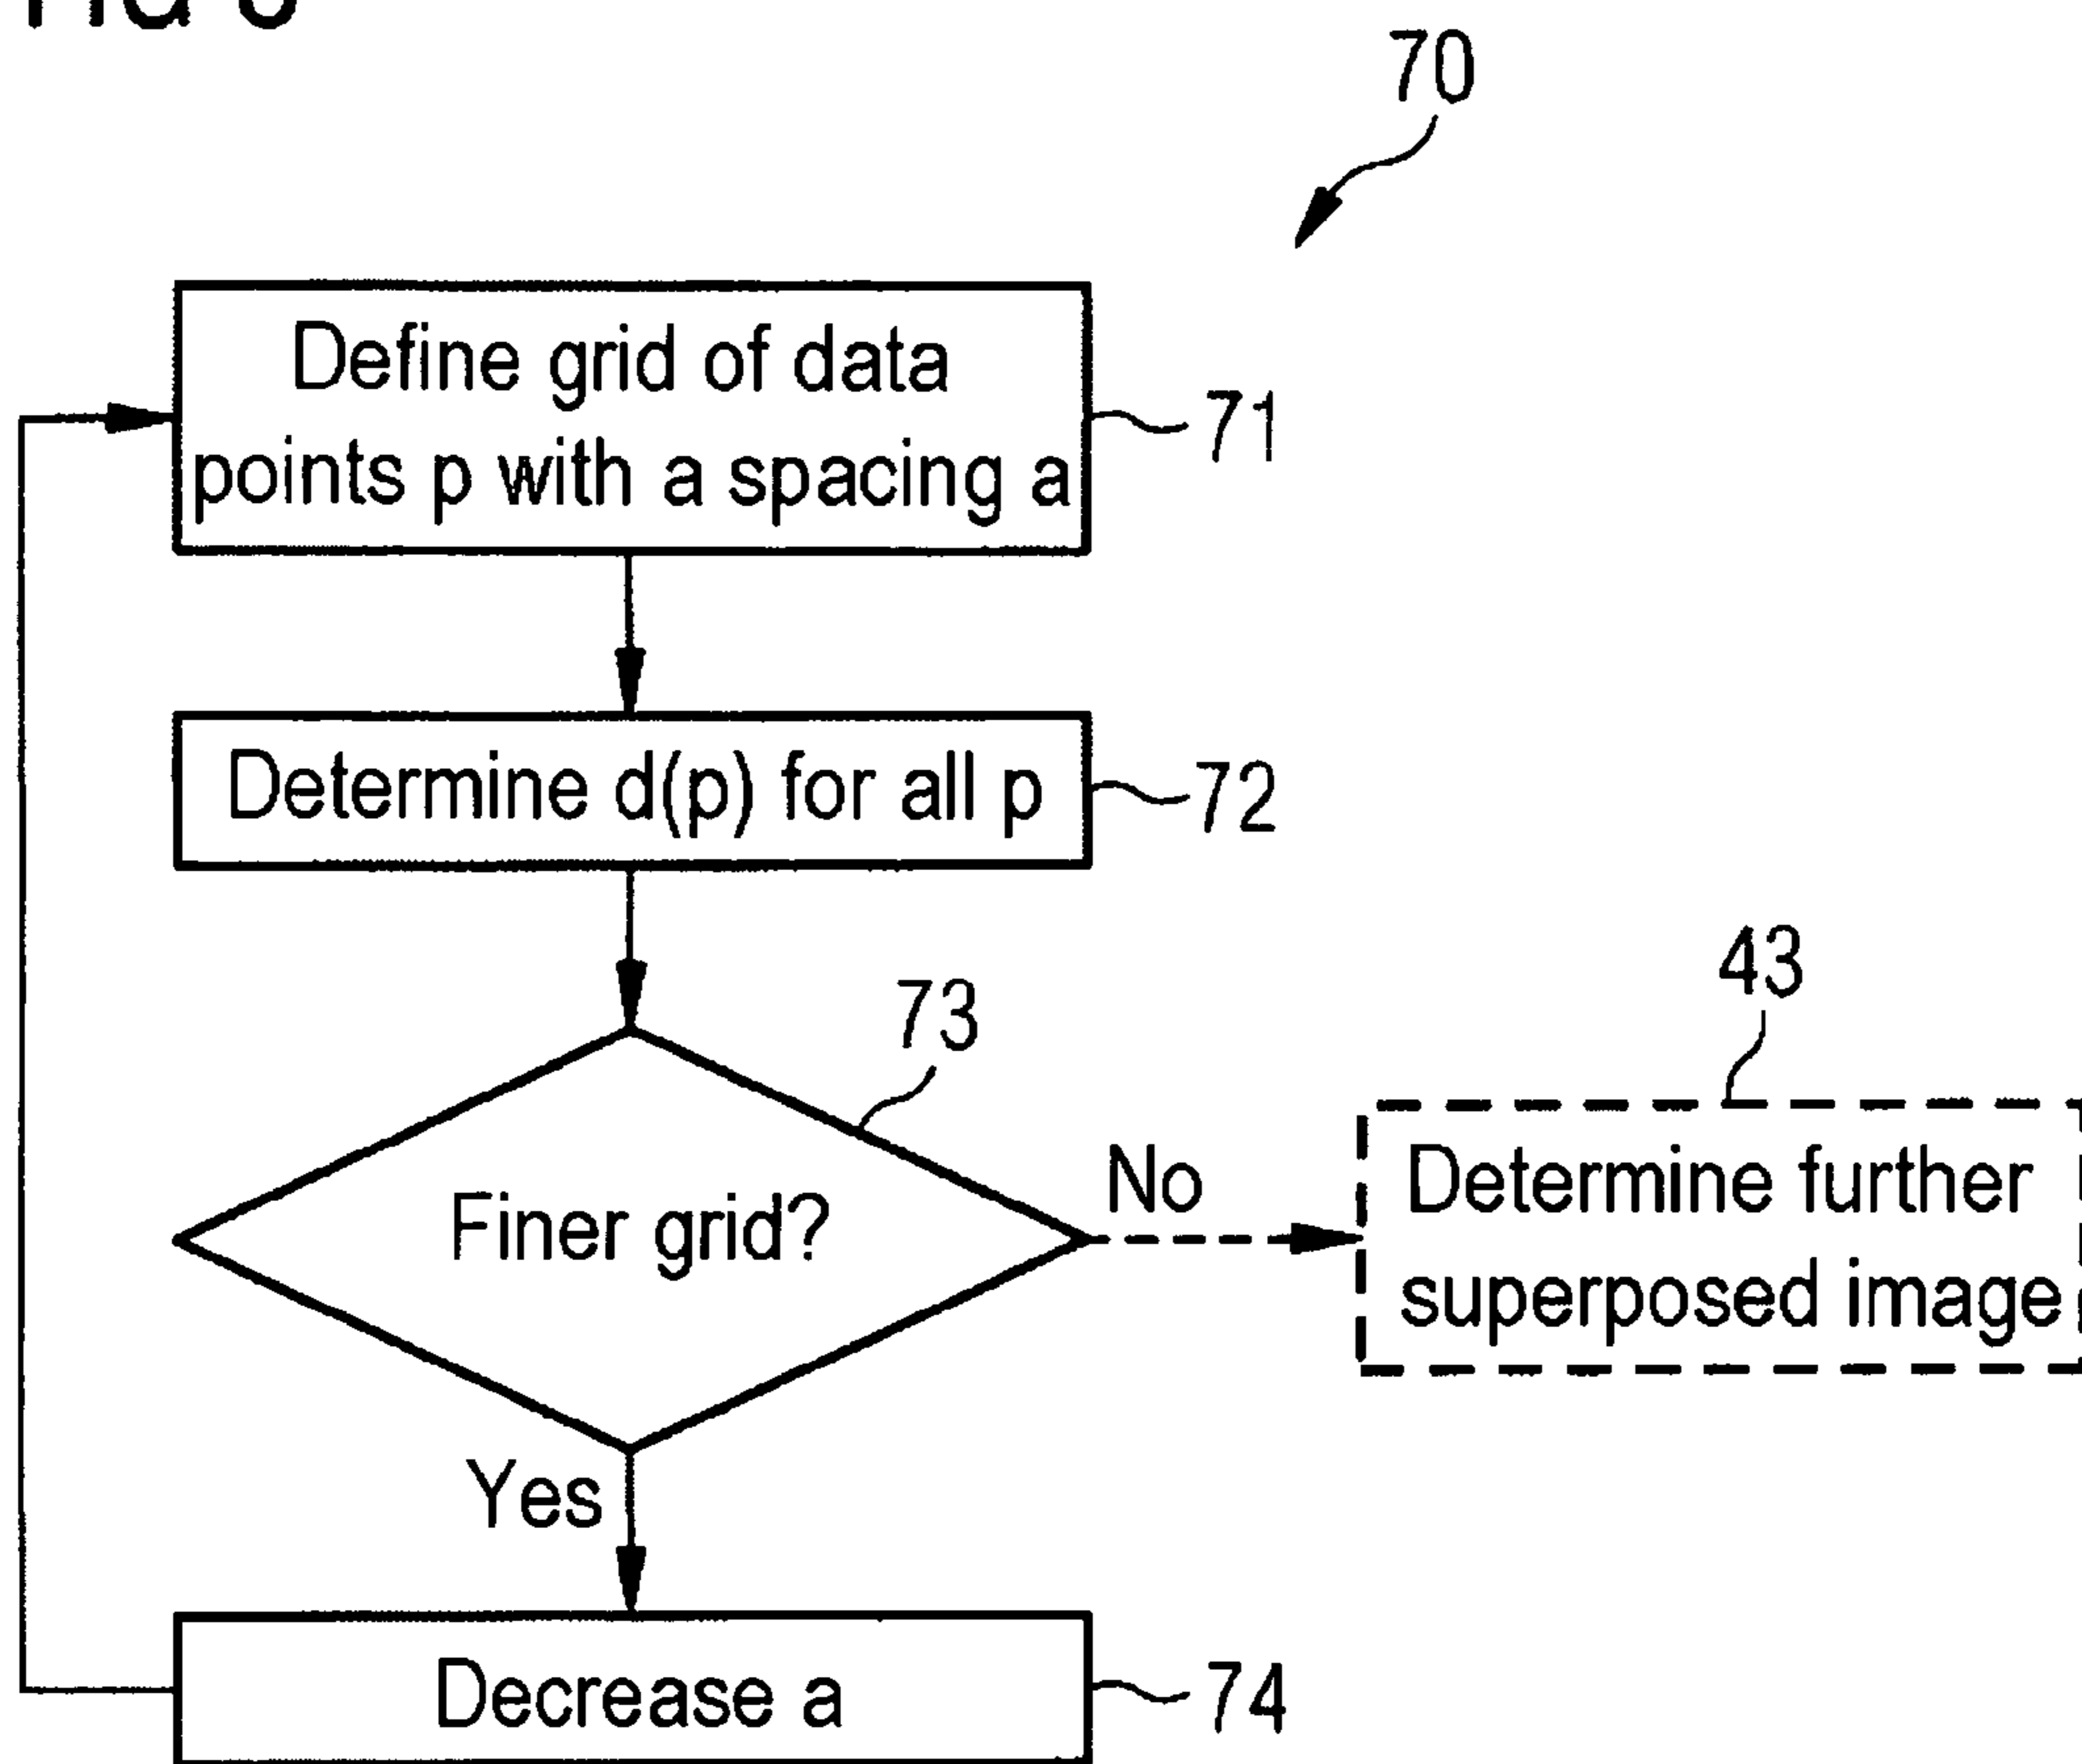 70
Define grid of data
points p with a spacing a
71
Determine d(p) for all p
72
73
43
Finer grid?
No
Determine further
superposed image
Yes
Decrease a
74